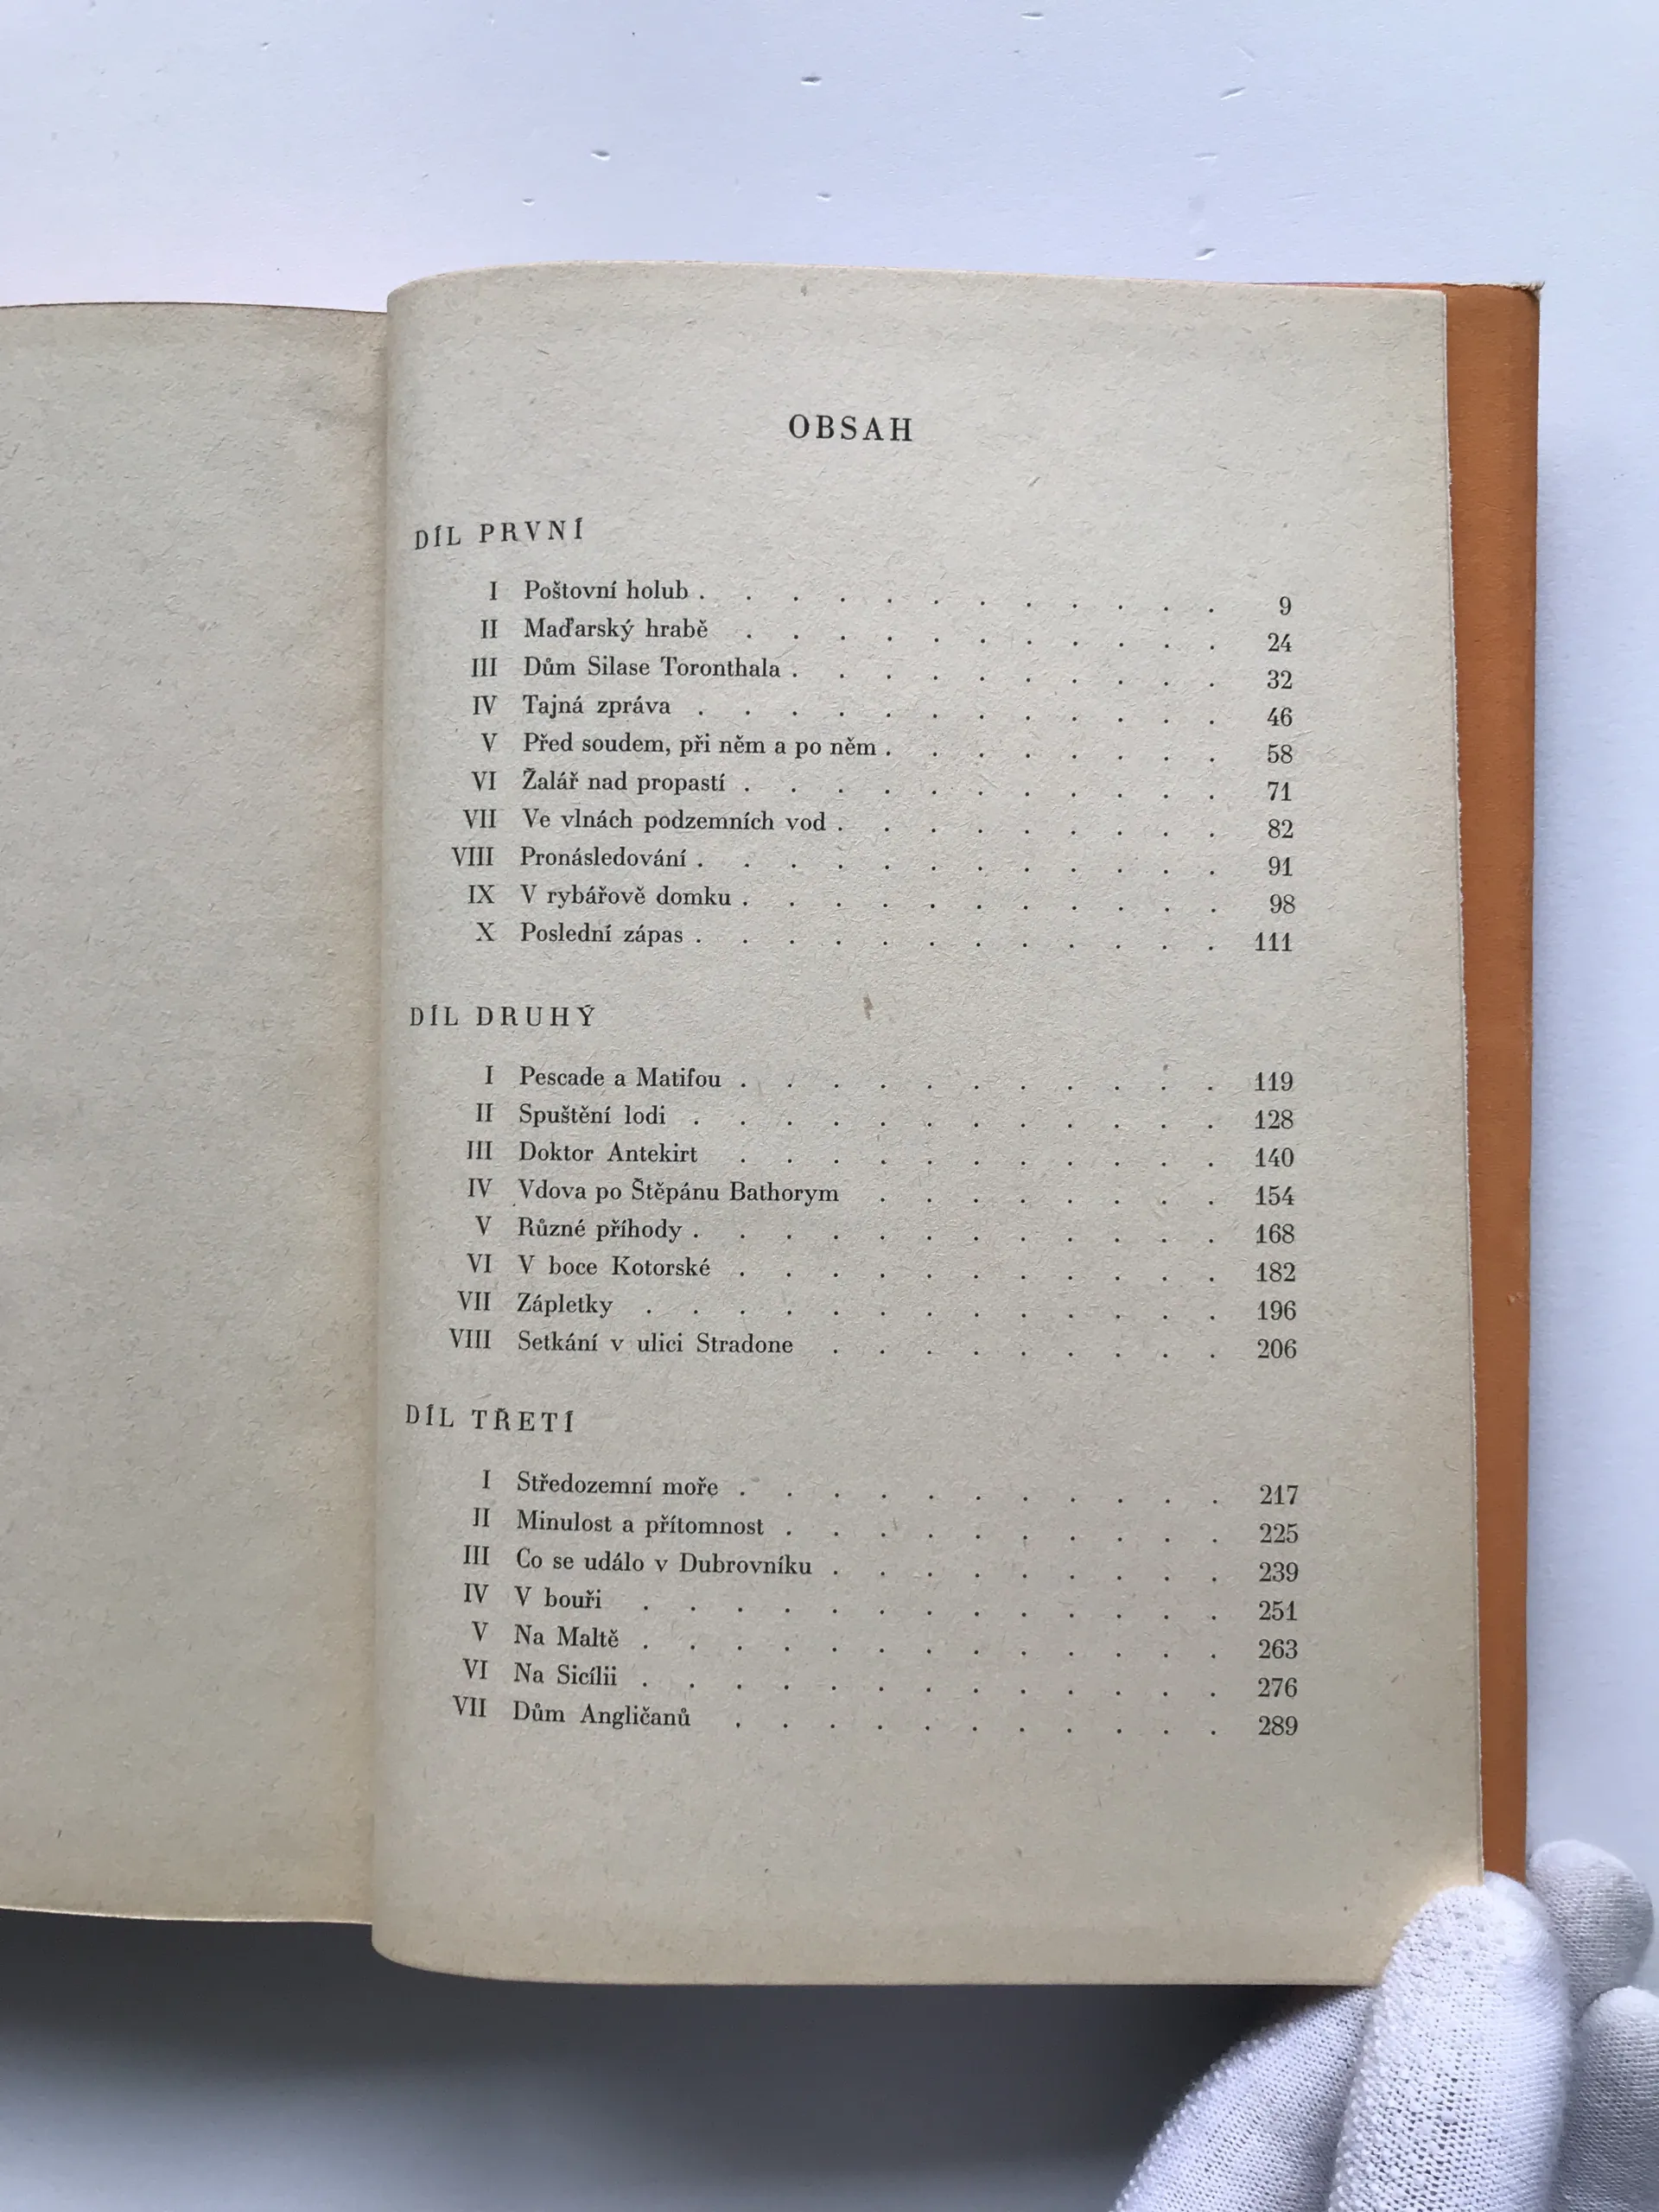 OBSAH
DÍL PRVNÍ
I Poštovní holub . . . . . . . . . . . . 9
II Maďarský hrabě . . . . . . . . . . . 24
III Dům Silase Toronthala . . . . . . . . . . 32
IV Tajná zpráva . . . . . . . . . . . . 46
V Před soudem, při něm a po něm . . . . . . . . 58
VI Žalář nad propastí . . . . . . . . . . . 71
VII Ve vlnách podzemních vod . . . . . . . . . 82
VIII Pronásledování . . . . . . . . . . . . 91
IX V rybářově domku . . . . . . . . . . . 98
X Poslední zápas . . . . . . . . . . . . 111
DÍL DRUHÝ
I Pescade a Matifou . . . . . . . . . . . 119
II Spuštění lodi . . . . . . . . . . . . 128
III Doktor Antekirt . . . . . . . . . . . 140
IV Vdova po Štěpánu Bathorym . . . . . . . . 154
V Různé příhody . . . . . . . . . . . . 168
VI V boce Kotorské . . . . . . . . . . . 182
VII Zápletky . . . . . . . . . . . . . 196
VIII Setkání v ulici Stradone . . . . . . . . . 206
DÍL TŘETÍ
I Středozemní moře . . . . . . . . . . . 217
II Minulost a přítomnost . . . . . . . . . . 225
III Co se událo v Dubrovníku . . . . . . . . . 239
IV V bouři . . . . . . . . . . . . . 251
V Na Maltě . . . . . . . . . . . . . 263
VI Na Sicílii . . . . . . . . . . . . . 276
VII Dům Angličanů . . . . . . . . . . . 289